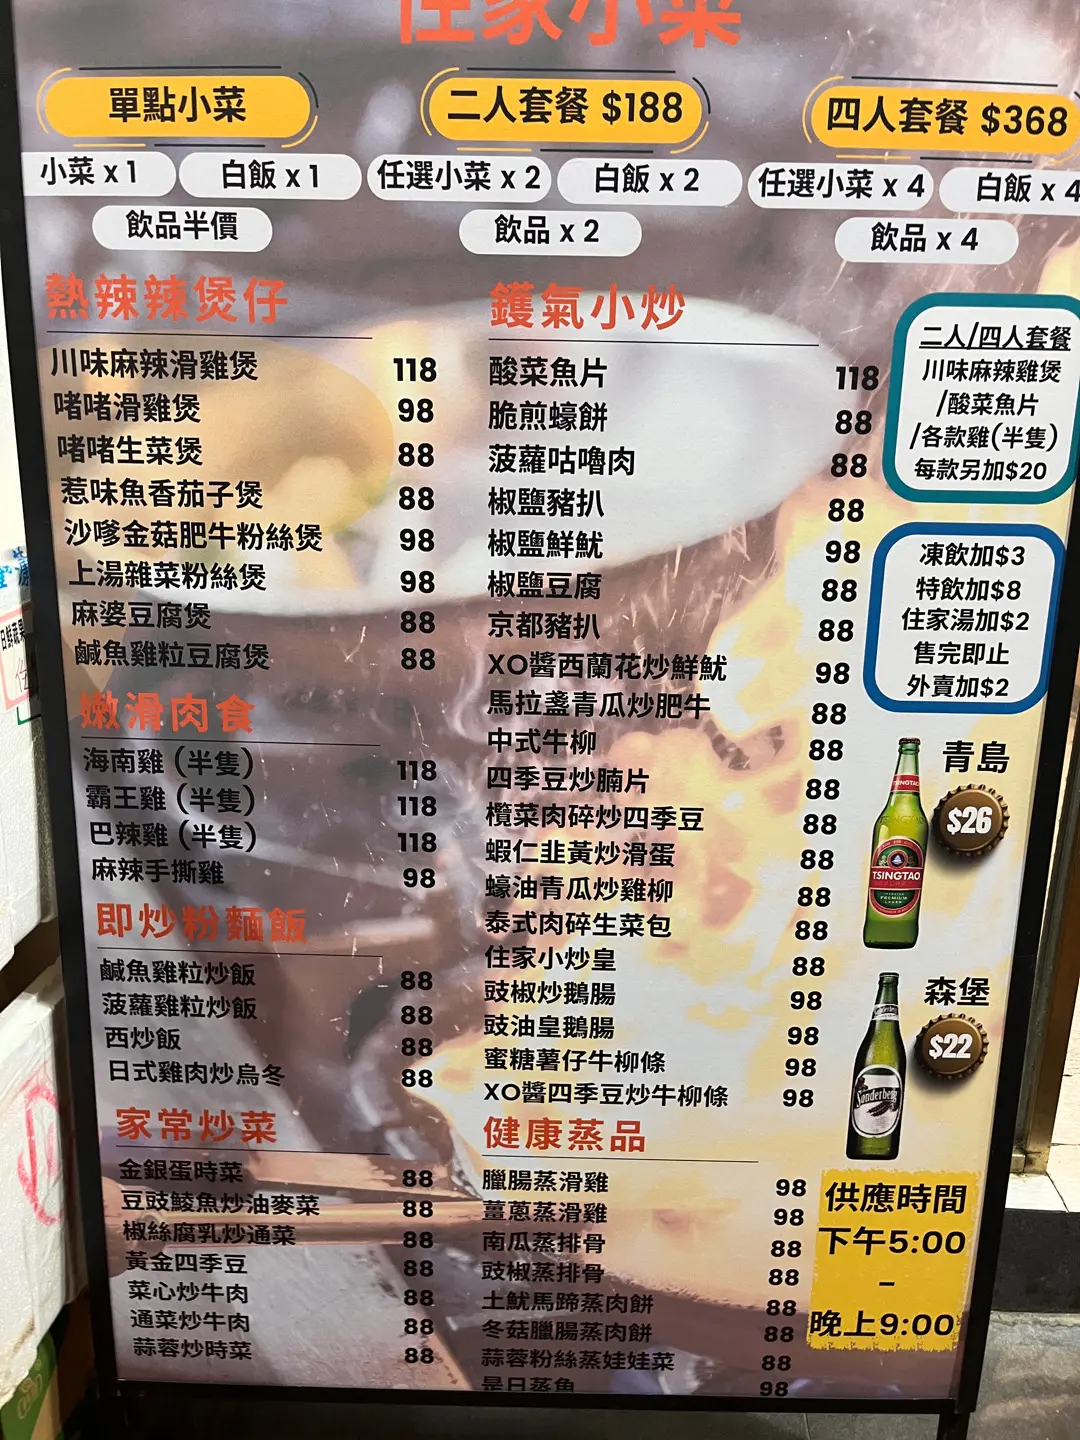 住家小菜
單點小菜
小菜 x 1
白飯 x 1
飲品半價
二人套餐 $188
任選小菜 x 2
白飯 x 2
飲品 x 2
四人套餐 $368
任選小菜 x 4
白飯 x 4
飲品 x 4
熱辣辣煲仔
川味麻辣滑雞煲 118
啫啫滑雞煲 98
啫啫生菜煲 88
惹味魚香茄子煲 88
沙嗲金菇肥牛粉絲煲 98
上湯雜菜粉絲煲 98
麻婆豆腐煲 88
鹹魚雞粒豆腐煲 88
嫩滑肉食
海南雞 (半隻) 118
霸王雞 (半隻) 118
巴辣雞 (半隻) 118
麻辣手撕雞 98
即炒粉麵飯
鹹魚雞粒炒飯 88
菠蘿雞粒炒飯 88
西炒飯 88
日式雞肉炒烏冬 88
家常炒菜
金銀蛋時菜 88
豆豉鯪魚炒油麥菜 88
椒絲腐乳炒通菜 88
黃金四季豆 88
菜心炒牛肉 88
通菜炒牛肉 88
蒜蓉炒時菜 88
鑊氣小炒
酸菜魚片 118
脆煎蠔餅 88
菠蘿咕嚕肉 88
椒鹽豬扒 88
椒鹽鮮魷 98
椒鹽豆腐 88
京都豬扒 88
XO醬西蘭花炒鮮魷 98
馬拉盞青瓜炒肥牛 88
中式牛柳 88
四季豆炒腩片 88
欖菜肉碎炒四季豆 88
蝦仁韭黃炒滑蛋 88
蠔油青瓜炒雞柳 88
泰式肉碎生菜包 88
住家小炒皇 88
豉椒炒鵝腸 98
豉油皇鵝腸 98
蜜糖薯仔牛柳條 98
XO醬四季豆炒牛柳條 98
健康蒸品
臘腸蒸滑雞 98
薑蔥蒸滑雞 98
南瓜蒸排骨 88
豉椒蒸排骨 88
土魷馬蹄蒸肉餅 88
冬菇臘腸蒸肉餅 88
蒜蓉粉絲蒸娃娃菜 88
是日蒸魚 98
二人/四人套餐
川味麻辣雞煲
/酸菜魚片
/各款雞(半隻)
每款另加$20
凍飲加$3
特飲加$8
住家湯加$2
售完即止
外賣加$2
青島
$26
TSINGTAO
森堡
$22
Sonderberg
供應時間
下午5:00
-
晚上9:00